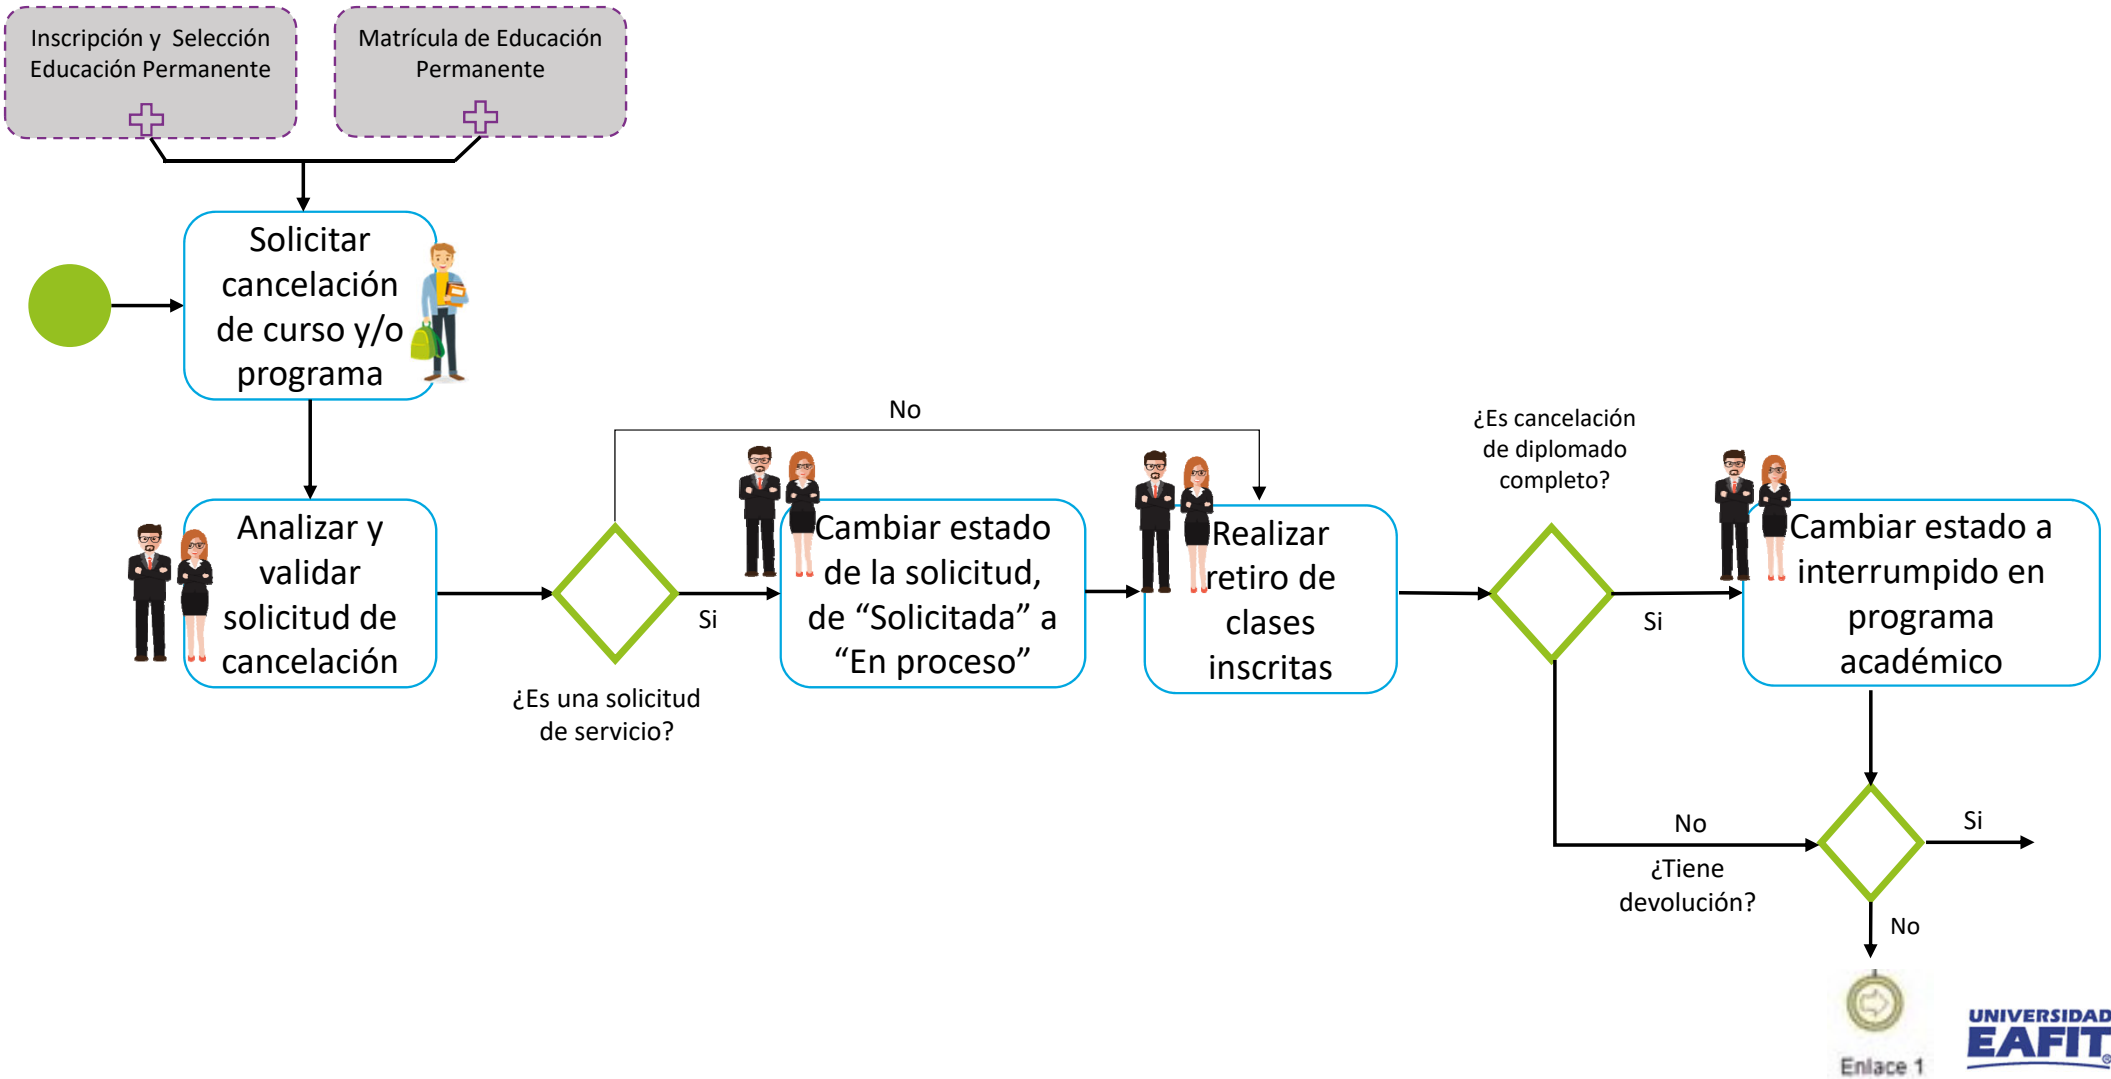 Inscripción y Selección
Educación Permanente
Matrícula de Educación
Permanente
Solicitar
cancelación
de curso y/o
programa
No
¿Es cancelación
de diplomado
completo?
Analizar y
validar
solicitud de
cancelación
¿Es una solicitud
de servicio?
Si
Cambiar estado
de la solicitud,
de “Solicitada” a
“En proceso”
Realizar
retiro de
clases
inscritas
Si
Cambiar estado a
interrumpido en
programa
académico
No
¿Tiene
devolución?
Si
No
Enlace 1
UNIVERSIDAD
EAFIT
®